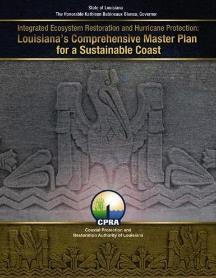 State of Louisiana
The Honorable Kathleen Babineaux Blanco, Governor
Integrated Ecosystem Restoration and Hurricane Protection:
Louisiana's Comprehensive Master Plan
for a Sustainable Coast
CPRA
Coastal Protection and
Restoration Authority of Louisiana